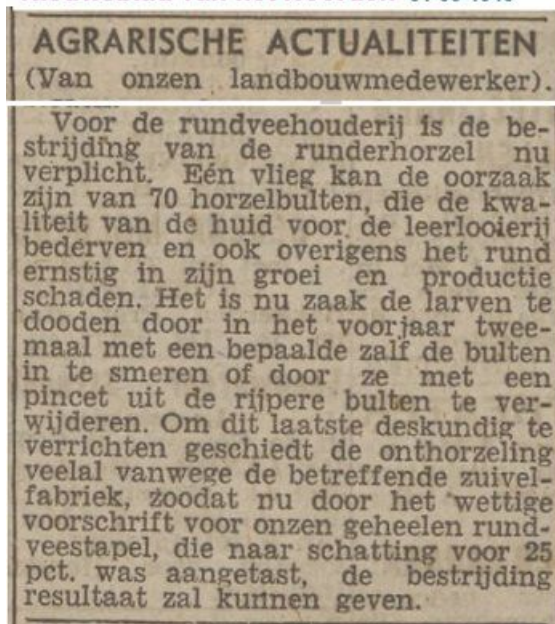 AGRARISCHE ACTUALITEITEN
(Van onzen landbouwmedewerker).
Voor de rundveehouderij is de be-
strijding van de runderhorzel nu
verplicht. Eén vlieg kan de oorzaak
zijn van 70 horzelbulten, die de kwa-
liteit van de huid voor de leerlooierij
bederven en ook overigens het rund
ernstig in zijn groei en productie
schaden. Het is nu zaak de larven te
dooden door in het voorjaar twee-
maal met een bepaalde zalf de bulten
in te smeren of door ze met een
pincet uit de rijpere bulten te ver-
wijderen. Om dit laatste deskundig te
verrichten geschiedt de onthorzeling
veelal vanwege de betreffende zuivel-
fabriek, zoodat nu door het wettige
voorschrift voor onzen geheelen rund-
veestapel, die naar schatting voor 25
pct. was aangetast, de bestrijding
resultaat zal kunnen geven.